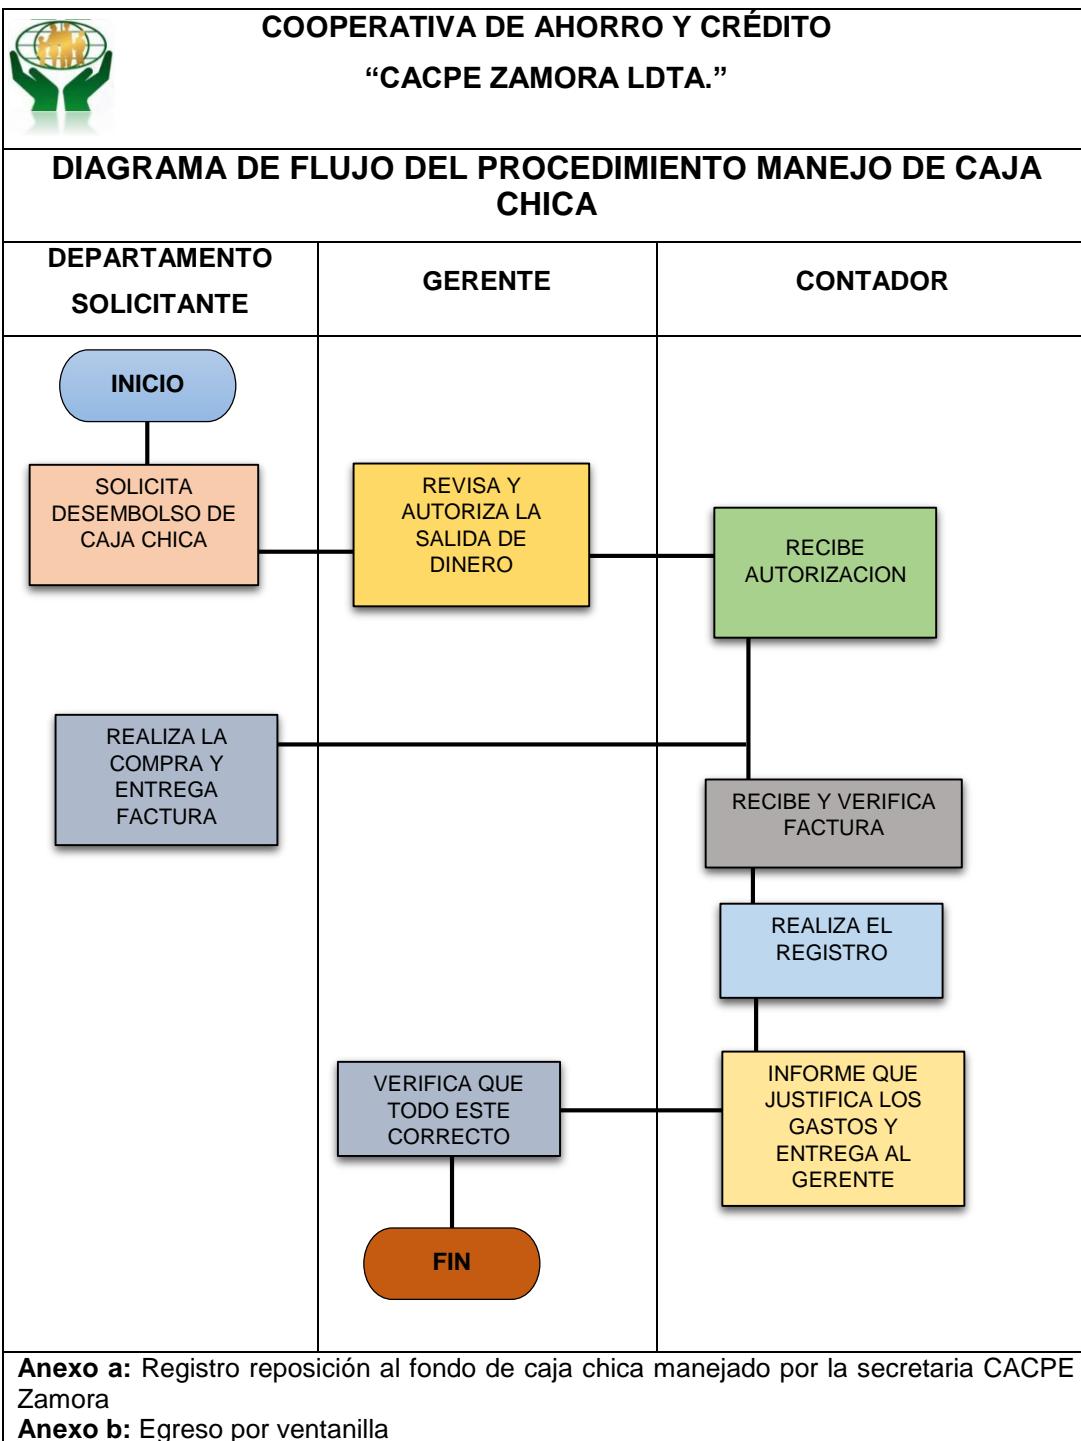 COOPERATIVA DE AHORRO Y CRÉDITO
“CACPE ZAMORA LDTA.”
DIAGRAMA DE FLUJO DEL PROCEDIMIENTO MANEJO DE CAJA
CHICA
DEPARTAMENTO
SOLICITANTE
GERENTE
CONTADOR
INICIO
SOLICITA
DESEMBOLSO DE
CAJA CHICA
REVISA Y
AUTORIZA LA
SALIDA DE
DINERO
RECIBE
AUTORIZACION
REALIZA LA
COMPRA Y
ENTREGA
FACTURA
RECIBE Y VERIFICA
FACTURA
REALIZA EL
REGISTRO
INFORME QUE
JUSTIFICA LOS
GASTOS Y
ENTREGA AL
GERENTE
VERIFICA QUE
TODO ESTE
CORRECTO
FIN
Anexo a: Registro reposición al fondo de caja chica manejado por la secretaria CACPE
Zamora
Anexo b: Egreso por ventanilla